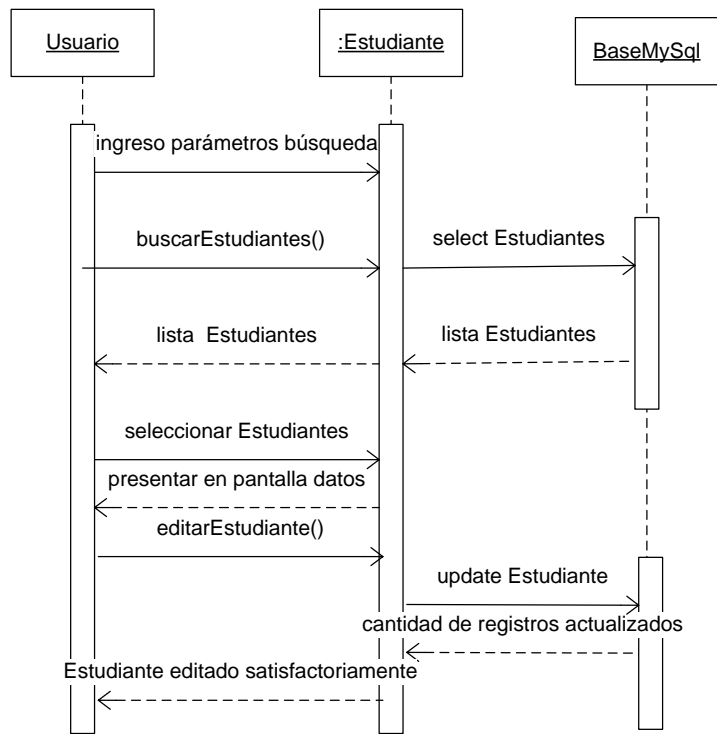 Usuario
:Estudiante
BaseMySql
ingreso parámetros búsqueda
buscarEstudiantes()
select Estudiantes
lista Estudiantes
lista Estudiantes
seleccionar Estudiantes
presentar en pantalla datos
editarEstudiante()
update Estudiante
cantidad de registros actualizados
Estudiante editado satisfactoriamente